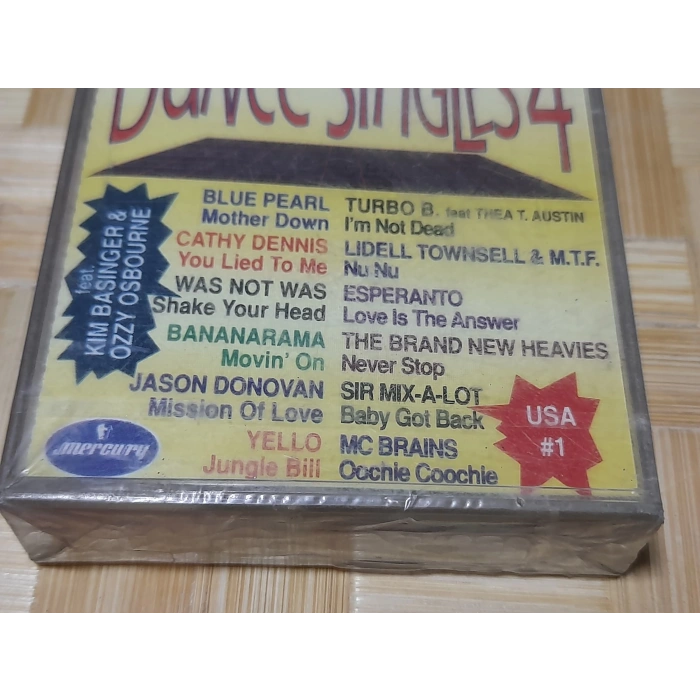 Dance Singles 4
feat.
KIM BASINGER &
OZZY OSBOURNE
BLUE PEARL
Mother Down
CATHY DENNIS
You Lied To Me
WAS NOT WAS
Shake Your Head
BANANARAMA
Movin' On
JASON DONOVAN
Mission Of Love
YELLO
Jungle Bill
TURBO B. feat THEA T. AUSTIN
I'm Not Dead
LIDELL TOWNSELL & M.T.F.
Nu Nu
ESPERANTO
Love Is The Answer
THE BRAND NEW HEAVIES
Never Stop
SIR MIX-A-LOT
Baby Got Back
MC BRAINS
Oochie Coochie
USA
#1
mercury